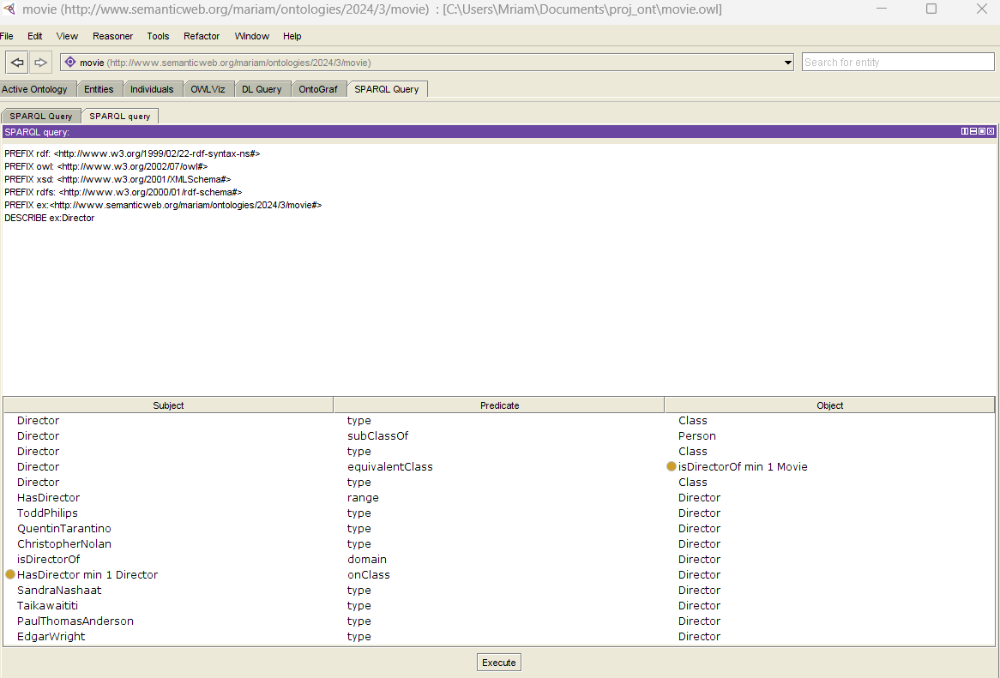 movie (http://www.semanticweb.org/mariam/ontologies/2024/3/movie)  : [C:\Users\Mriam\Documents\proj_ont\movie.owl]
File Edit View Reasoner Tools Refactor Window Help
movie (http://www.semanticweb.org/mariam/ontologies/2024/3/movie) Search for entity
Active Ontology Entities Individuals OWLViz DL Query OntoGraf SPARQL Query
SPARQL Query SPARQL query
SPARQL query:
PREFIX rdf: <http://www.w3.org/1999/02/22-rdf-syntax-ns#>
PREFIX owl: <http://www.w3.org/2002/07/owl#>
PREFIX xsd: <http://www.w3.org/2001/XMLSchema#>
PREFIX rdfs: <http://www.w3.org/2000/01/rdf-schema#>
PREFIX ex:<http://www.semanticweb.org/mariam/ontologies/2024/3/movie#>
DESCRIBE ex:Director
Subject Predicate Object
Director type Class
Director subClassOf Person
Director type Class
Director equivalentClass isDirectorOf min 1 Movie
Director type Class
HasDirector range Director
ToddPhilips type Director
QuentinTarantino type Director
ChristopherNolan type Director
isDirectorOf domain Director
HasDirector min 1 Director onClass Director
SandraNashaat type Director
Taikawaititi type Director
PaulThomasAnderson type Director
EdgarWright type Director
Execute